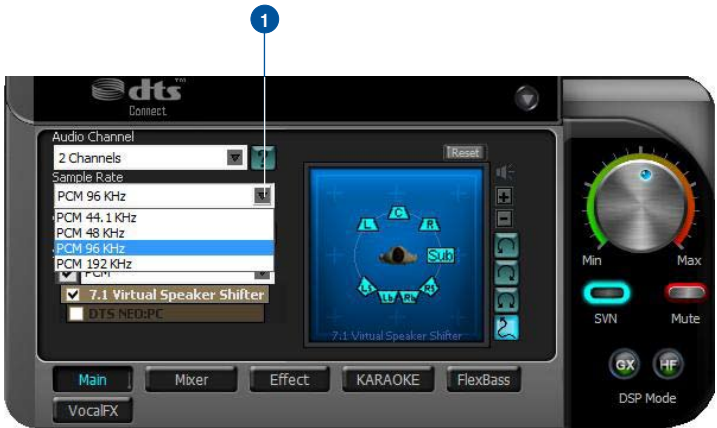 1
dts™
Connect
Audio Channel
2 Channels
?
Reset
Sample Rate
PCM 96 KHz
PCM 44.1 KHz
PCM 48 KHz
PCM 96 KHz
PCM 192 KHz
PCM
7.1 Virtual Speaker Shifter
DTS NEO:PC
C
L
R
Sub
Ls
Lb
Rb
Rs
7:1 Virtual Speaker Shifter
Min
Max
SVN
Mute
GX
HF
DSP Mode
Main
Mixer
Effect
KARAOKE
FlexBass
VocalFX